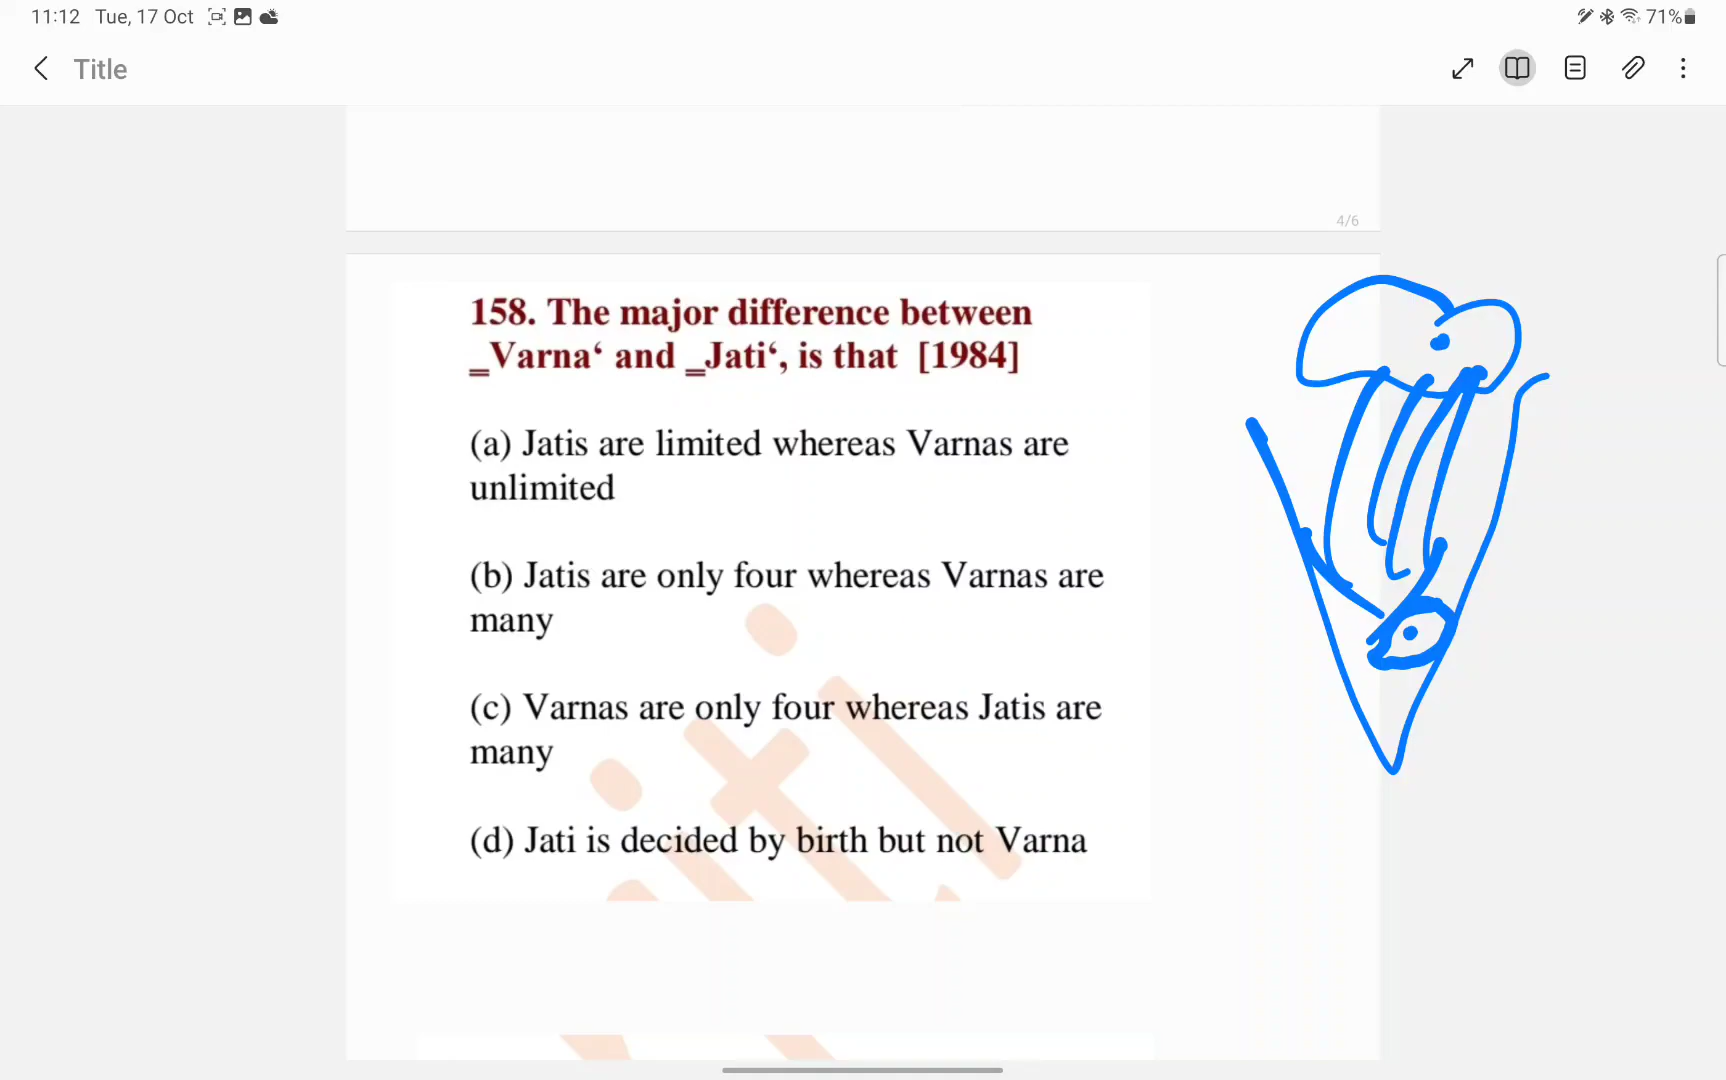 11:12 Tue, 17 Oct 71%
Title
4/6
158. The major difference between
‗Varna‘ and ‗Jati‘, is that [1984]
(a) Jatis are limited whereas Varnas are
unlimited
(b) Jatis are only four whereas Varnas are
many
(c) Varnas are only four whereas Jatis are
many
(d) Jati is decided by birth but not Varna